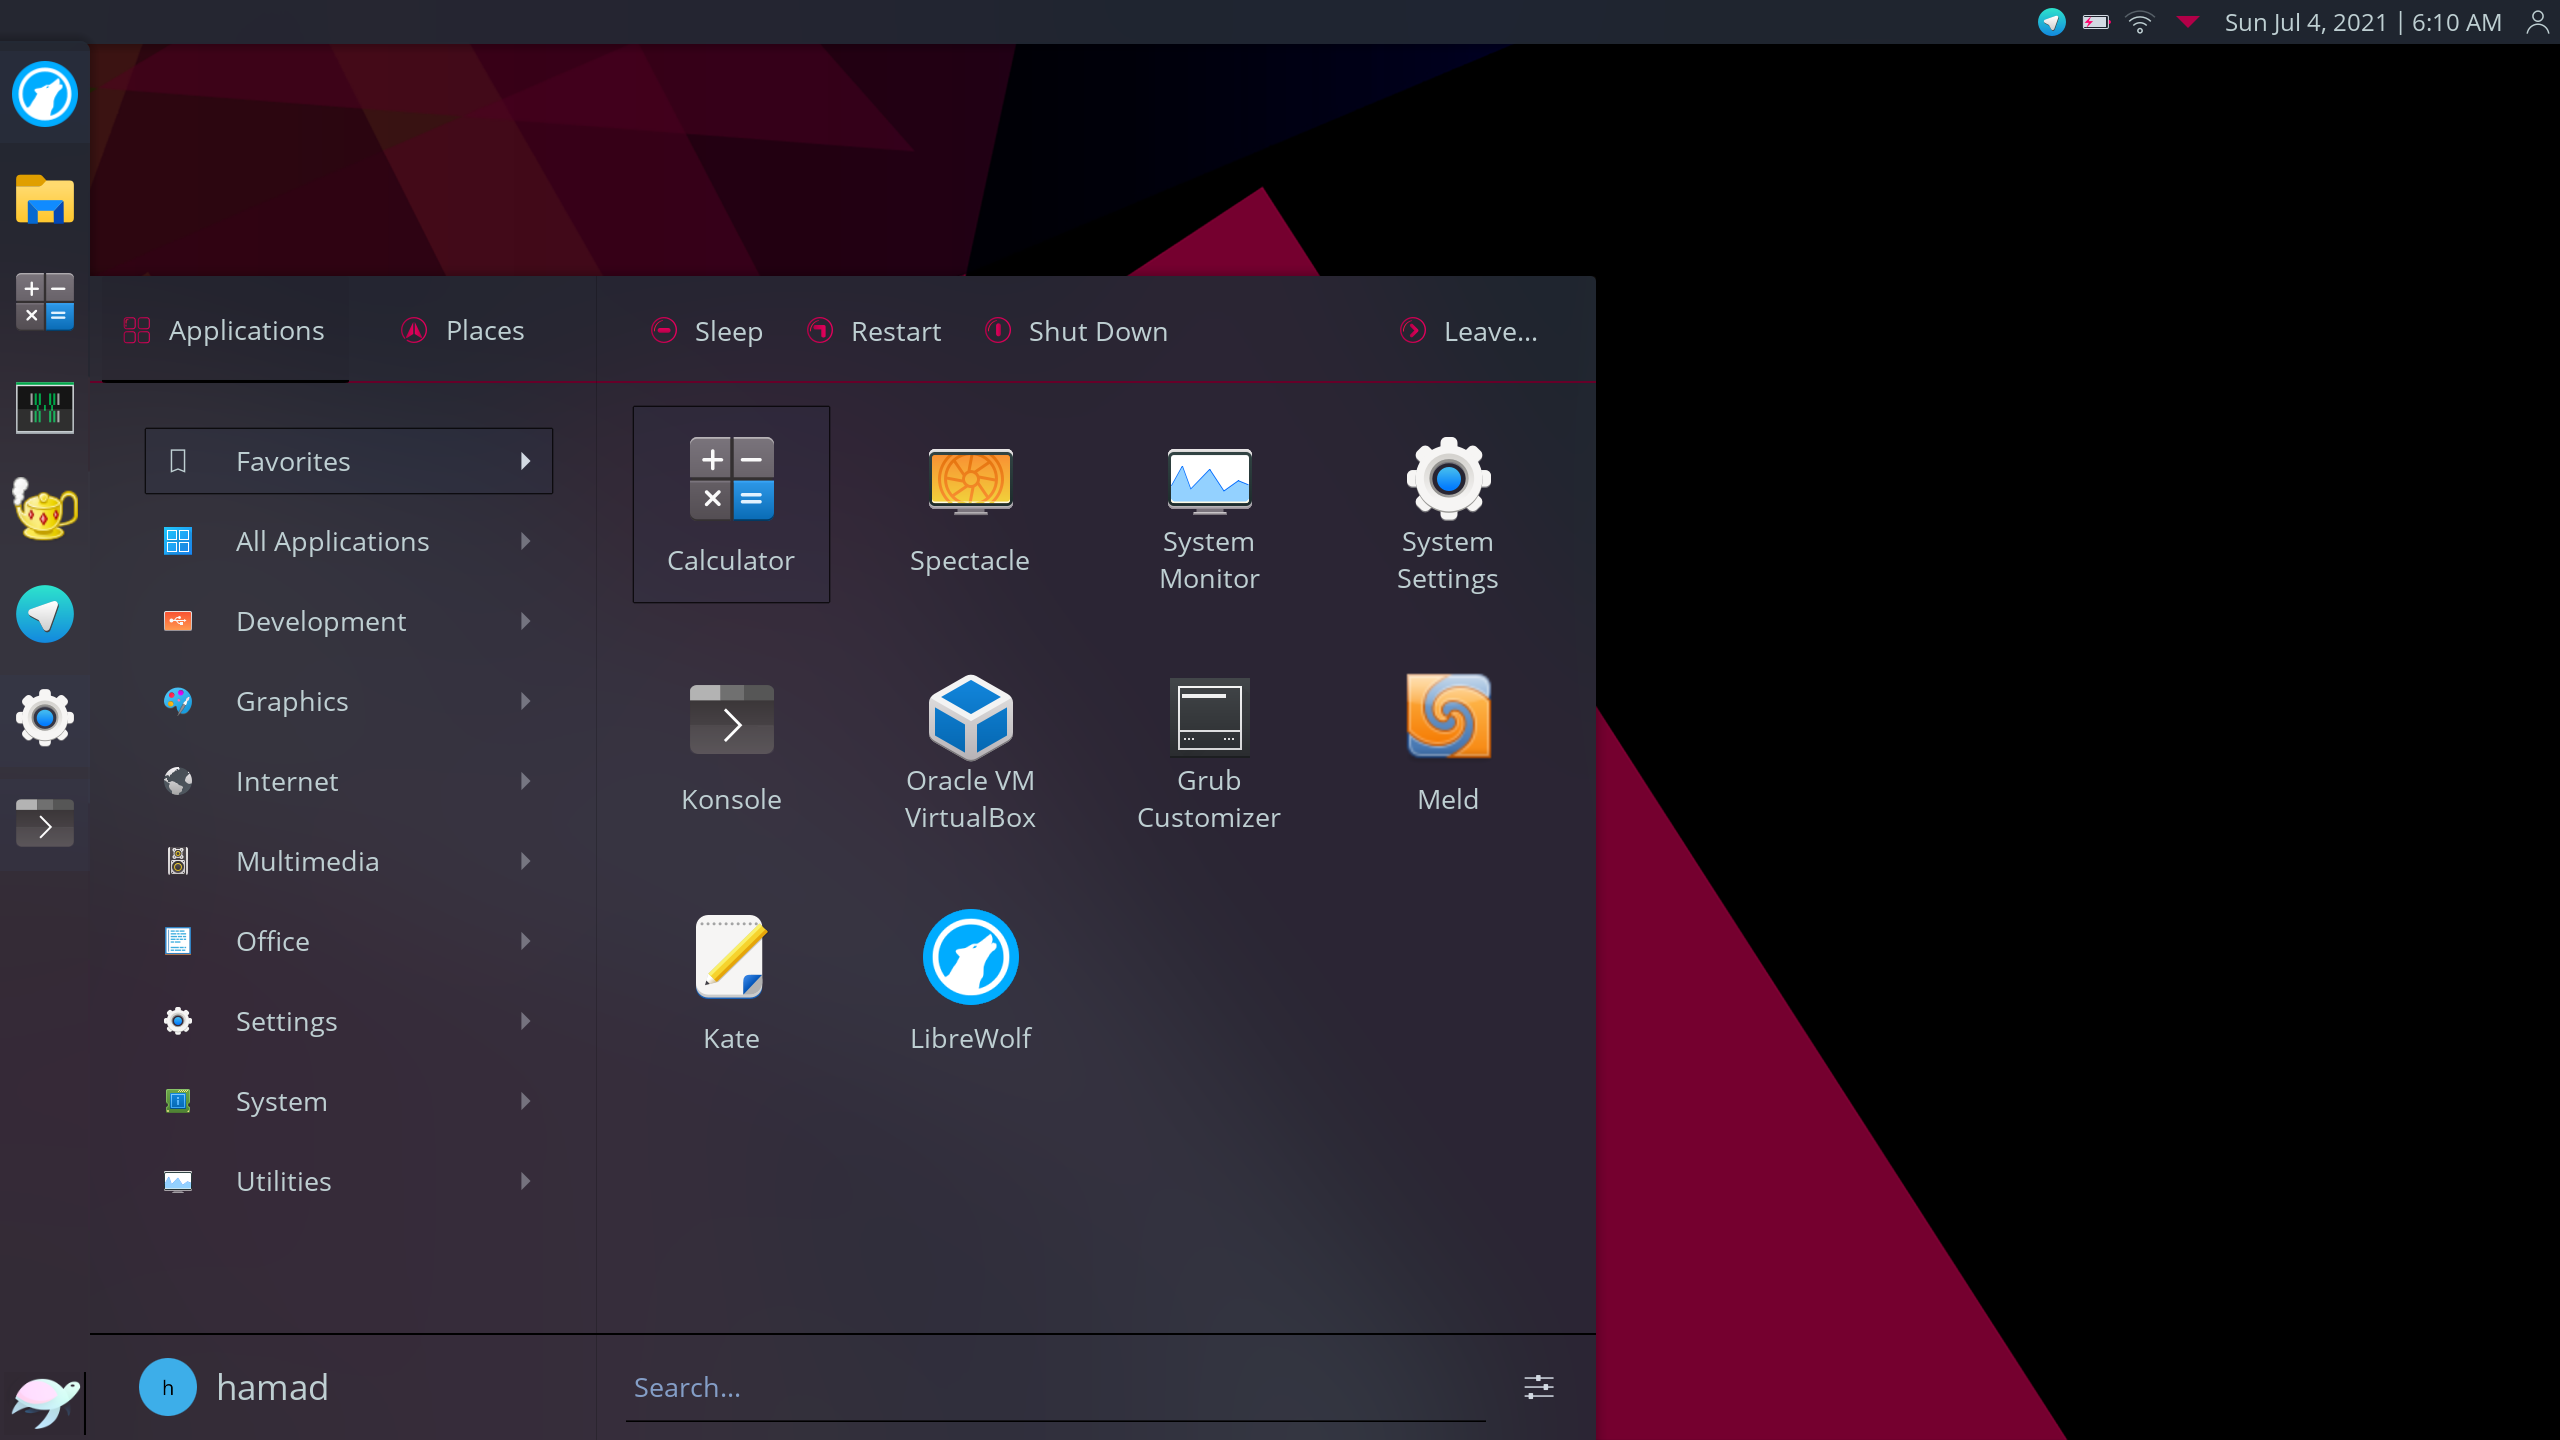 Sun Jul 4, 2021 | 6:10 AM
Applications
Places
Sleep
Restart
Shut Down
Leave...
Favorites
All Applications
Development
Graphics
Internet
Multimedia
Office
Settings
System
Utilities
Calculator
Spectacle
System
Monitor
System
Settings
Konsole
Oracle VM
VirtualBox
Grub
Customizer
Meld
Kate
LibreWolf
h
hamad
Search...